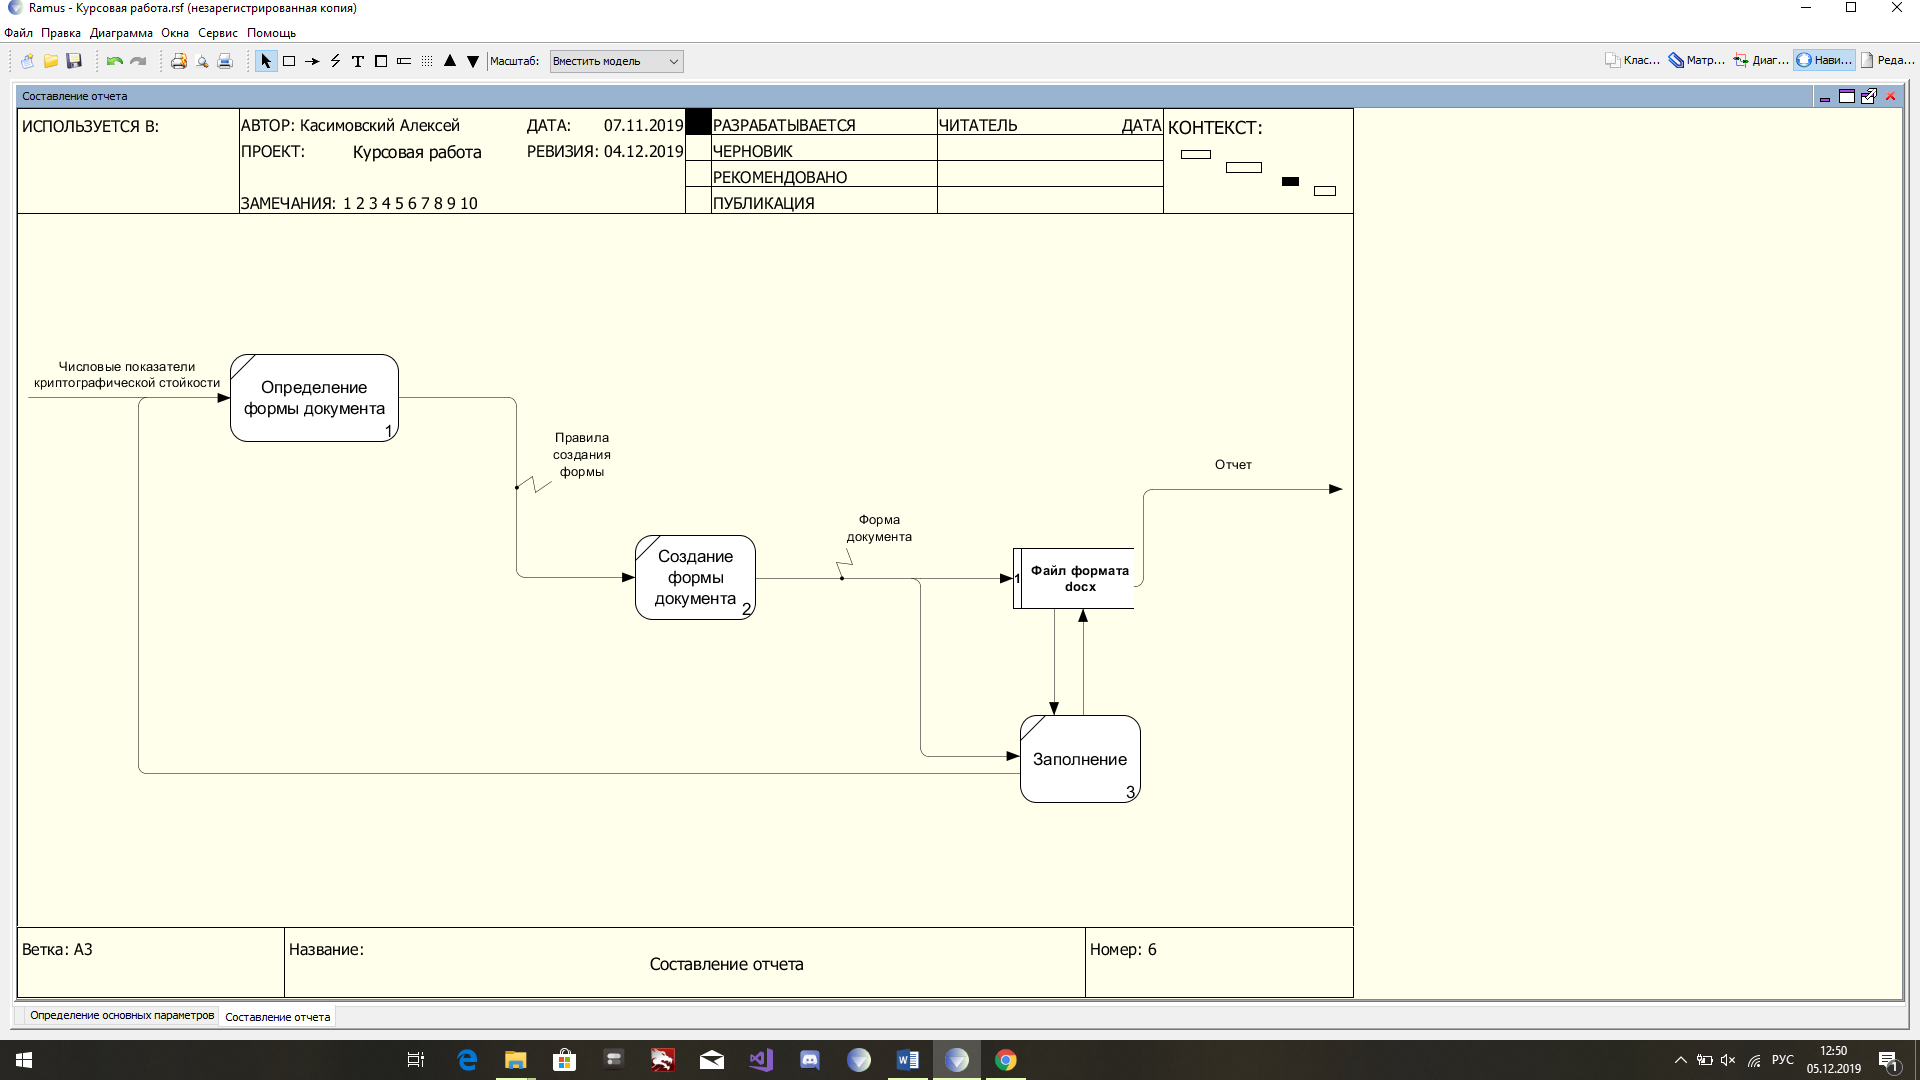 Ramus - Курсовая работа.rsf (незарегистрированная копия)
Файл Правка Диаграмма Окна Сервис Помощь
Масштаб: Вместить модель Клас... Матр... Диаг... Нави... Реда...
Составление отчета
ИСПОЛЬЗУЕТСЯ В:
АВТОР: Касимовский Алексей ДАТА: 07.11.2019
ПРОЕКТ: Курсовая работа РЕВИЗИЯ: 04.12.2019
ЗАМЕЧАНИЯ: 1 2 3 4 5 6 7 8 9 10
РАЗРАБАТЫВАЕТСЯ
ЧЕРНОВИК
РЕКОМЕНДОВАНО
ПУБЛИКАЦИЯ
ЧИТАТЕЛЬ ДАТА
КОНТЕКСТ:
Числовые показатели
криптографической стойкости
Определение
формы документа
1
Правила
создания
формы
Создание
формы
документа
2
Форма
документа
1
Файл формата
docx
Отчет
Заполнение
3
Ветка: A3
Название:
Составление отчета
Номер: 6
Определение основных параметров
Составление отчета
РУС
12:50
05.12.2019
1